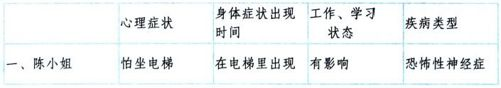 心理症状 身体症状出现时间 工作、学习状态 疾病类型
一、陈小姐 怕坐电梯 在电梯里出现 有影响 恐怖性神经症